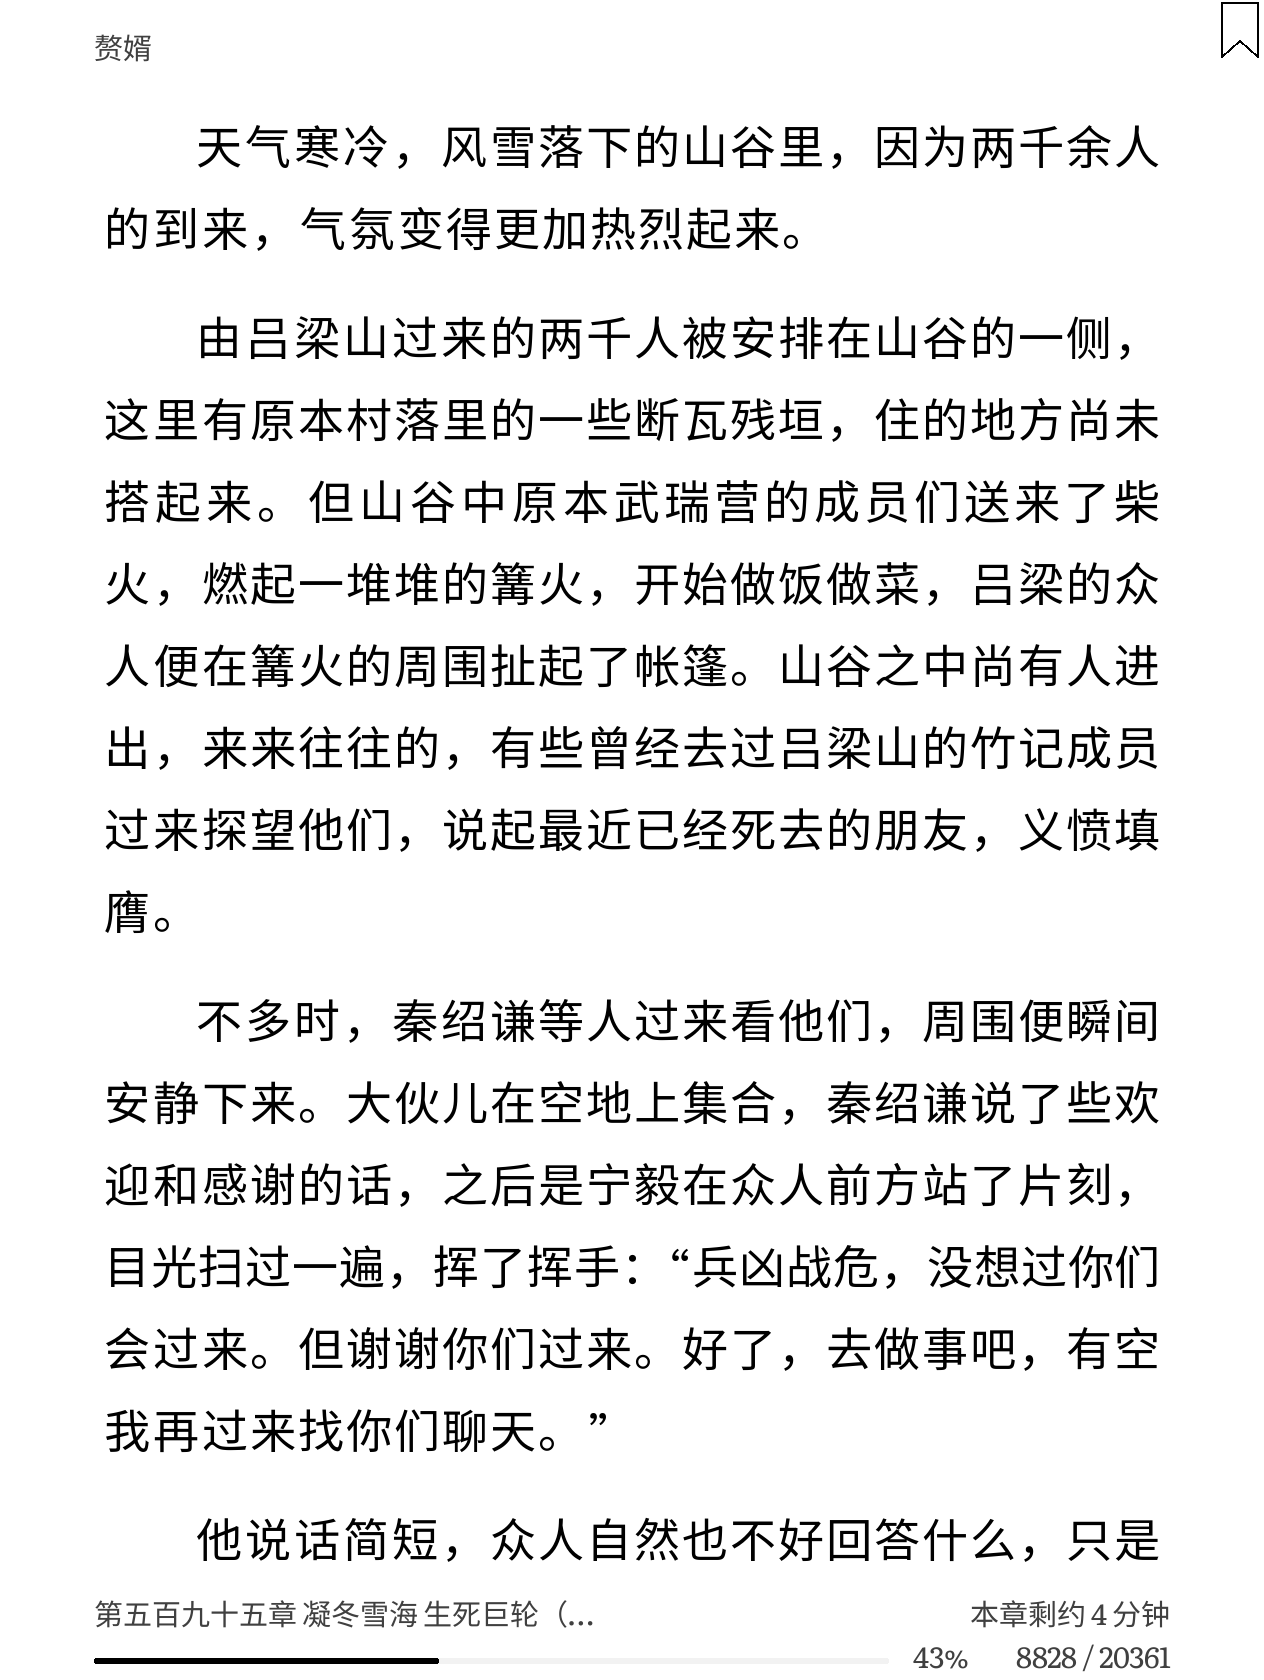 赘婿
天气寒冷，风雪落下的山谷里，因为两千余人
的到来，气氛变得更加热烈起来。
由吕梁山过来的两千人被安排在山谷的一侧，
这里有原本村落里的一些断瓦残垣，住的地方尚未
搭起来。但山谷中原本武瑞营的成员们送来了柴
火，燃起一堆堆的篝火，开始做饭做菜，吕梁的众
人便在篝火的周围扯起了帐篷。山谷之中尚有人进
出，来来往往的，有些曾经去过吕梁山的竹记成员
过来探望他们，说起最近已经死去的朋友，义愤填
膺。
不多时，秦绍谦等人过来看他们，周围便瞬间
安静下来。大伙儿在空地上集合，秦绍谦说了些欢
迎和感谢的话，之后是宁毅在众人前方站了片刻，
目光扫过一遍，挥了挥手：“兵凶战危，没想过你们
会过来。但谢谢你们过来。好了，去做事吧，有空
我再过来找你们聊天。”
他说话简短，众人自然也不好回答什么，只是
第五百九十五章 凝冬雪海 生死巨轮（... 本章剩约 4 分钟
43% 8828 / 20361